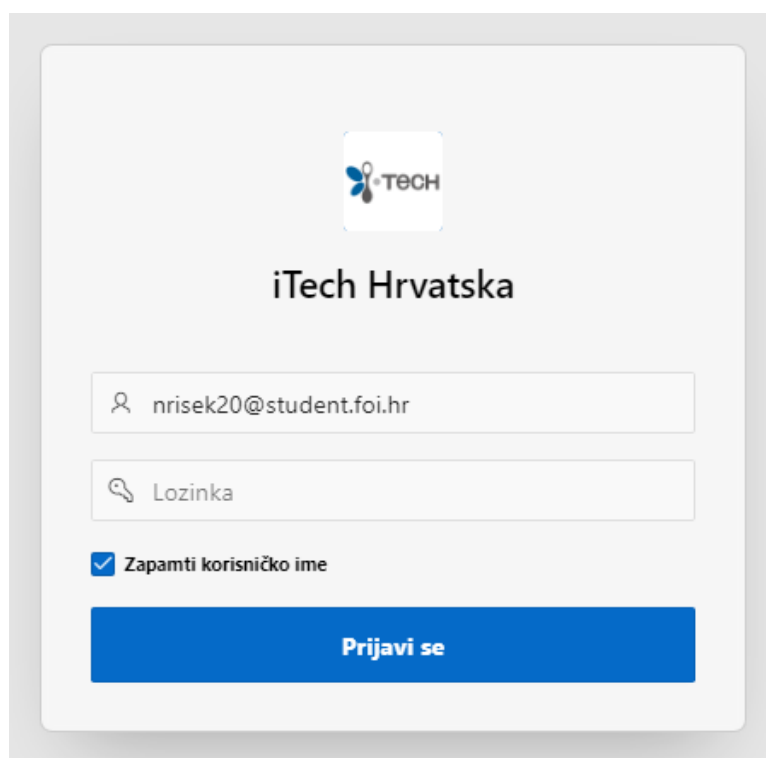 i-TECH
iTech Hrvatska
nrisek20@student.foi.hr
Lozinka
Zapamti korisničko ime
Prijavi se